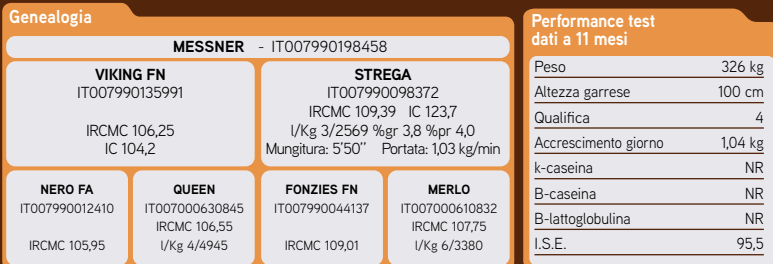 Genealogia
MESSNER - IT007990198458
VIKING FN
IT007990135991
IRCMC 106,25
IC 104,2
STREGA
IT007990098372
IRCMC 109,39 IC 123,7
l/Kg 3/2569 %gr 3,8 %pr 4,0
Mungitura: 5'50'' Portata: 1,03 kg/min
NERO FA
IT007990012410
IRCMC 105,95
QUEEN
IT007000630845
IRCMC 106,55
l/Kg 4/4945
FONZIES FN
IT007990044137
IRCMC 109,01
MERLO
IT007000610832
IRCMC 107,75
l/Kg 6/3380
Performance test
dati a 11 mesi
Peso 326 kg
Altezza garrese 100 cm
Qualifica 4
Accrescimento giorno 1,04 kg
k-caseina NR
B-caseina NR
B-lattoglobulina NR
I.S.E. 95,5